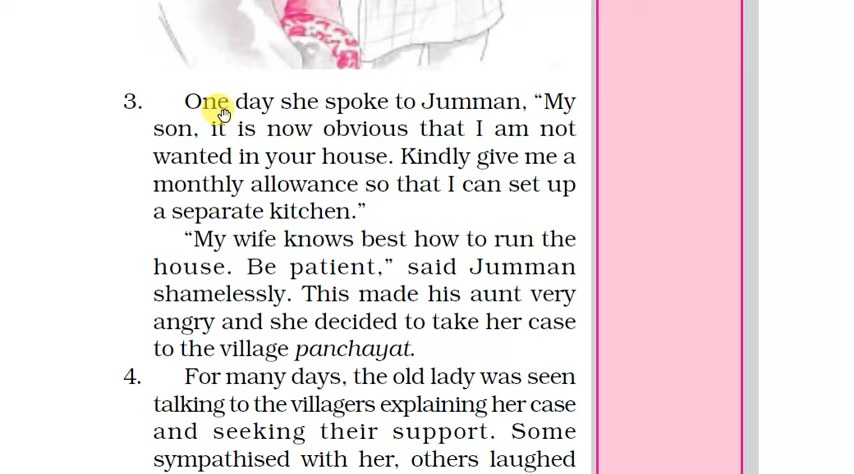 3. One day she spoke to Jumman, “My
son, it is now obvious that I am not
wanted in your house. Kindly give me a
monthly allowance so that I can set up
a separate kitchen.”
“My wife knows best how to run the
house. Be patient,” said Jumman
shamelessly. This made his aunt very
angry and she decided to take her case
to the village panchayat.
4. For many days, the old lady was seen
talking to the villagers explaining her case
and seeking their support. Some
sympathised with her, others laughed